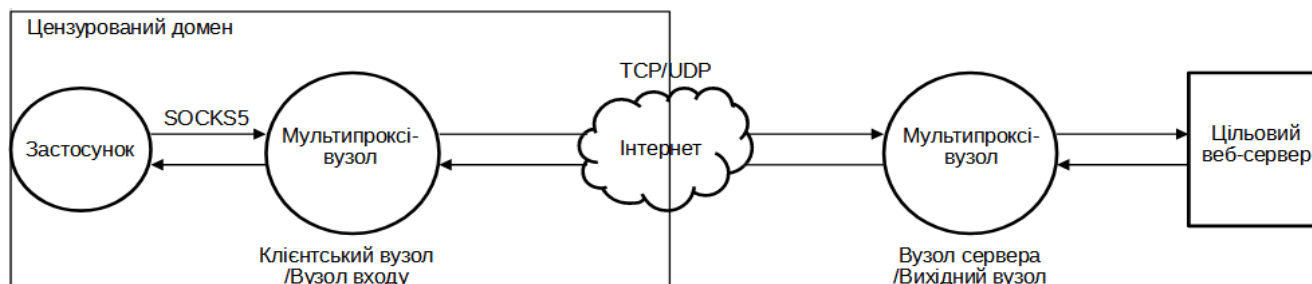 Цензурований домен
TCP/UDP
SOCKS5
Застосунок
Мультипроксі-
вузол
Інтернет
Мультипроксі-
вузол
Цільовий
веб-сервер
Клієнтський вузол
/Вузол входу
Вузол сервера
/Вихідний вузол